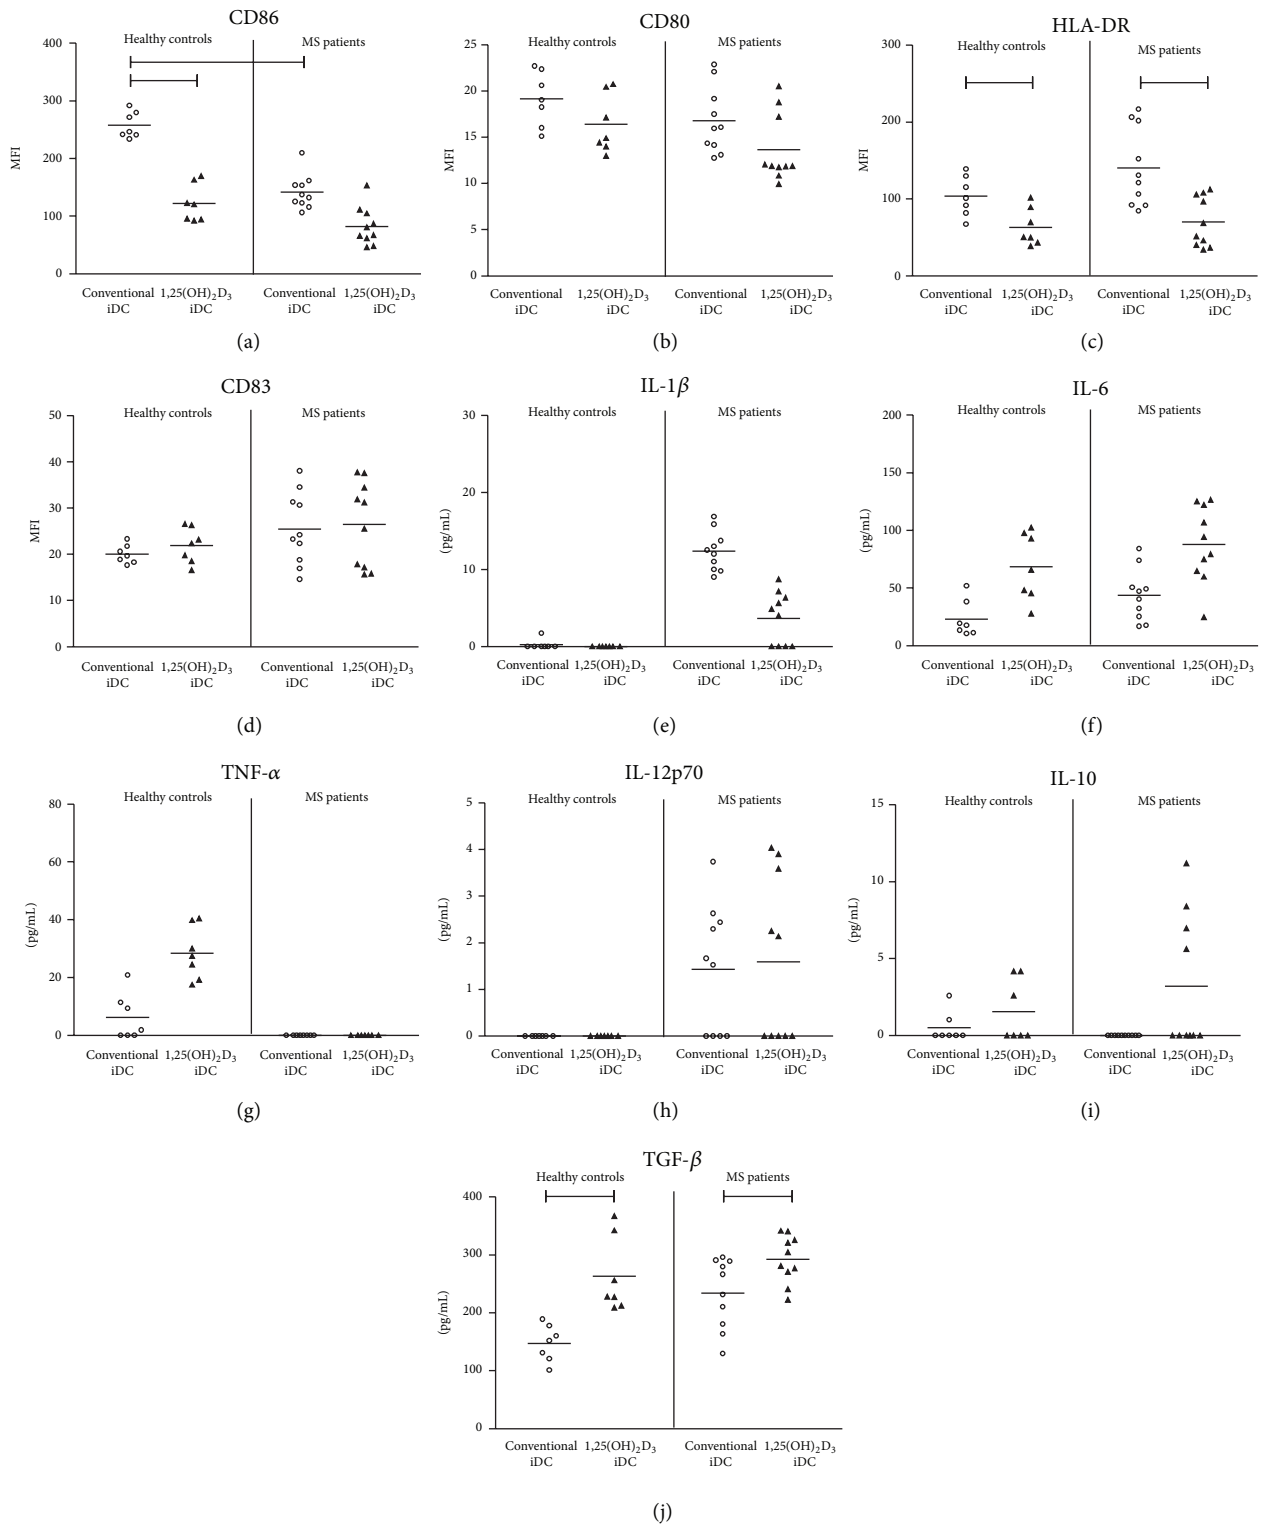 CD86
Healthy controls
MS patients
400
300
200
100
0
MFI
Conventional iDC
1,25(OH)₂D₃ iDC
Conventional iDC
1,25(OH)₂D₃ iDC
(a)
CD80
Healthy controls
MS patients
25
20
15
10
5
0
MFI
Conventional iDC
1,25(OH)₂D₃ iDC
Conventional iDC
1,25(OH)₂D₃ iDC
(b)
HLA-DR
Healthy controls
MS patients
300
200
100
0
MFI
Conventional iDC
1,25(OH)₂D₃ iDC
Conventional iDC
1,25(OH)₂D₃ iDC
(c)
CD83
Healthy controls
MS patients
50
40
30
20
10
0
MFI
Conventional iDC
1,25(OH)₂D₃ iDC
Conventional iDC
1,25(OH)₂D₃ iDC
(d)
IL-1β
Healthy controls
MS patients
30
20
10
0
(pg/mL)
Conventional iDC
1,25(OH)₂D₃ iDC
Conventional iDC
1,25(OH)₂D₃ iDC
(e)
IL-6
Healthy controls
MS patients
200
150
100
50
0
(pg/mL)
Conventional iDC
1,25(OH)₂D₃ iDC
Conventional iDC
1,25(OH)₂D₃ iDC
(f)
TNF-α
Healthy controls
MS patients
80
60
40
20
0
(pg/mL)
Conventional iDC
1,25(OH)₂D₃ iDC
Conventional iDC
1,25(OH)₂D₃ iDC
(g)
IL-12p70
Healthy controls
MS patients
5
4
3
2
1
0
(pg/mL)
Conventional iDC
1,25(OH)₂D₃ iDC
Conventional iDC
1,25(OH)₂D₃ iDC
(h)
IL-10
Healthy controls
MS patients
15
10
5
0
(pg/mL)
Conventional iDC
1,25(OH)₂D₃ iDC
Conventional iDC
1,25(OH)₂D₃ iDC
(i)
TGF-β
Healthy controls
MS patients
400
300
200
100
0
(pg/mL)
Conventional iDC
1,25(OH)₂D₃ iDC
Conventional iDC
1,25(OH)₂D₃ iDC
(j)